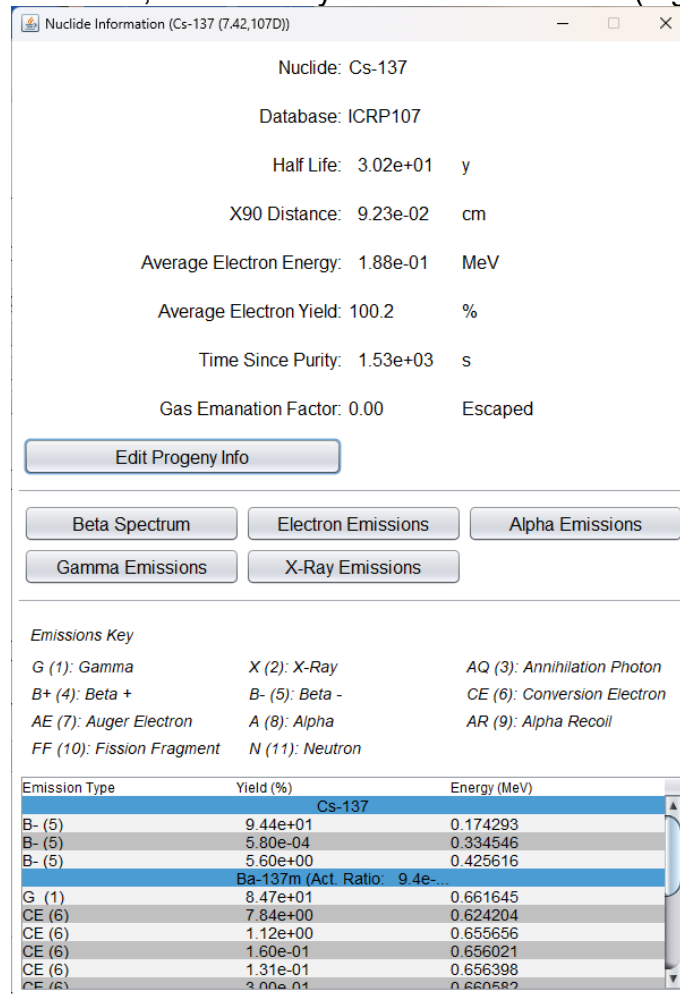 Nuclide Information (Cs-137 (7.42,107D))
Nuclide: Cs-137
Database: ICRP107
Half Life: 3.02e+01 y
X90 Distance: 9.23e-02 cm
Average Electron Energy: 1.88e-01 MeV
Average Electron Yield: 100.2 %
Time Since Purity: 1.53e+03 s
Gas Emanation Factor: 0.00 Escaped
Edit Progeny Info
Beta Spectrum Electron Emissions Alpha Emissions
Gamma Emissions X-Ray Emissions
Emissions Key
G (1): Gamma X (2): X-Ray AQ (3): Annihilation Photon
B+ (4): Beta + B- (5): Beta - CE (6): Conversion Electron
AE (7): Auger Electron A (8): Alpha AR (9): Alpha Recoil
FF (10): Fission Fragment N (11): Neutron
Emission Type Yield (%) Energy (MeV)
Cs-137
B- (5) 9.44e+01 0.174293
B- (5) 5.80e-04 0.334546
B- (5) 5.60e+00 0.425616
Ba-137m (Act. Ratio: 9.4e-...
G (1) 8.47e+01 0.661645
CE (6) 7.84e+00 0.624204
CE (6) 1.12e+00 0.655656
CE (6) 1.60e-01 0.656021
CE (6) 1.31e-01 0.656398
CE (6) 3.00e-01 0.660582